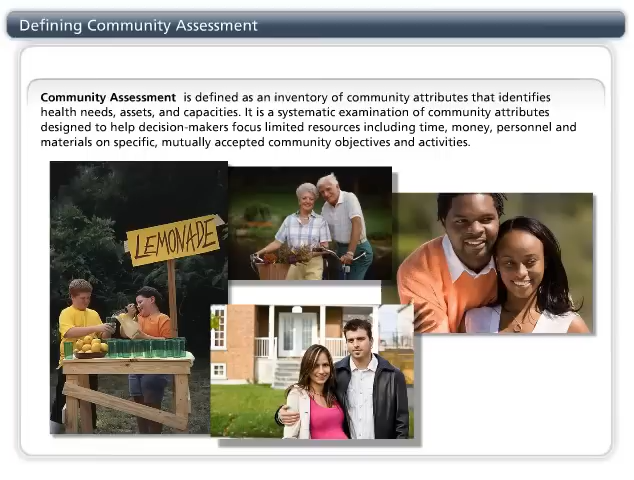 Defining Community Assessment
Community Assessment is defined as an inventory of community attributes that identifies
health needs, assets, and capacities. It is a systematic examination of community attributes
designed to help decision-makers focus limited resources including time, money, personnel and
materials on specific, mutually accepted community objectives and activities.
LEMONADE